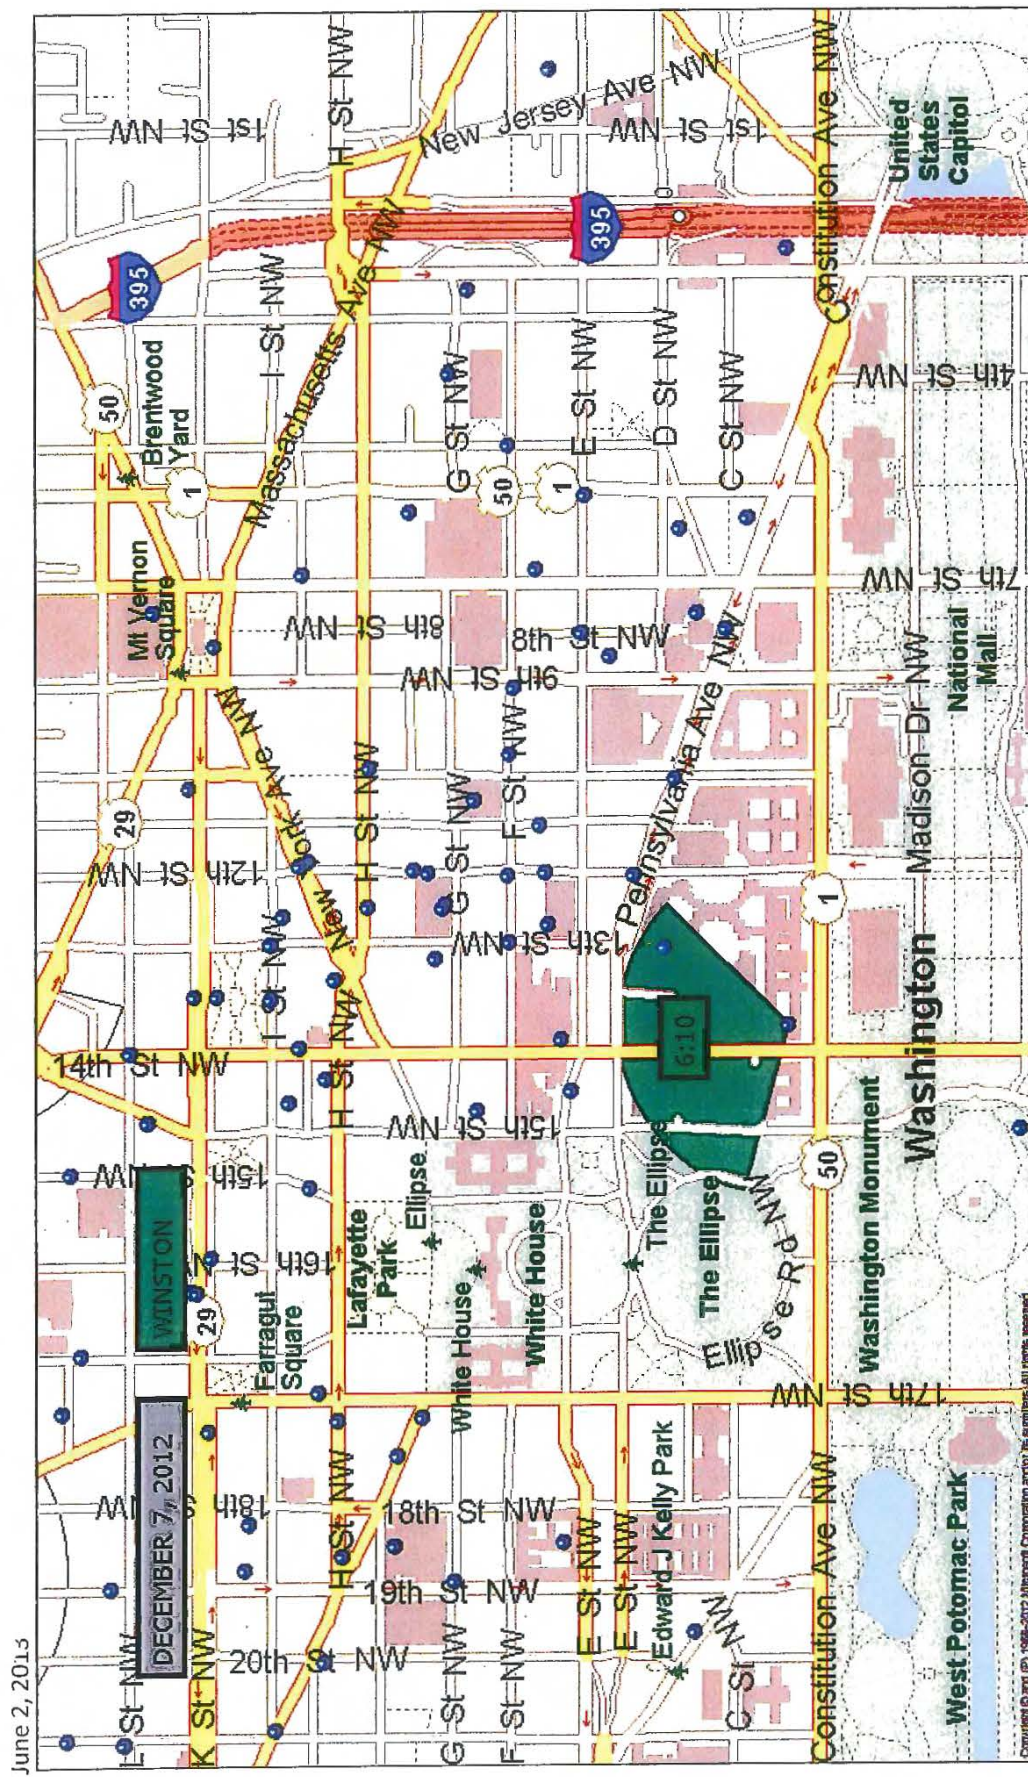 June 2, 2013
DECEMBER 7, 2012
WINSTON
6:10
L St NW
K St NW
I St NW
I St NW
H St NW
H St NW
H St NW
H St NW
G St NW
G St NW
G St NW
F St NW
F St NW
E St NW
E St NW
E St NW
D St NW
C St NW
C St NW
Constitution Ave NW
Constitution Ave NW
Pennsylvania Ave NW
Massachusetts Ave NW
New York Ave NW
New Jersey Ave NW
Madison Dr NW
Ellipse Rd NW
20th St NW
19th St NW
18th St NW
18th St NW
17th St NW
16th St NW
15th St NW
15th St NW
14th St NW
13th St NW
12th St NW
9th St NW
8th St NW
8th St NW
7th St NW
4th St NW
1st St NW
1st St NW
29
29
50
50
50
1
1
1
395
395
Farragut
Square
Lafayette
Park
Ellipse
White House
White House
The Ellipse
The Ellipse
Edward J Kelly Park
West Potomac Park
Washington Monument
Washington
National
Mall
United
States
Capitol
Mt Vernon
Square
Brentwood
Yard